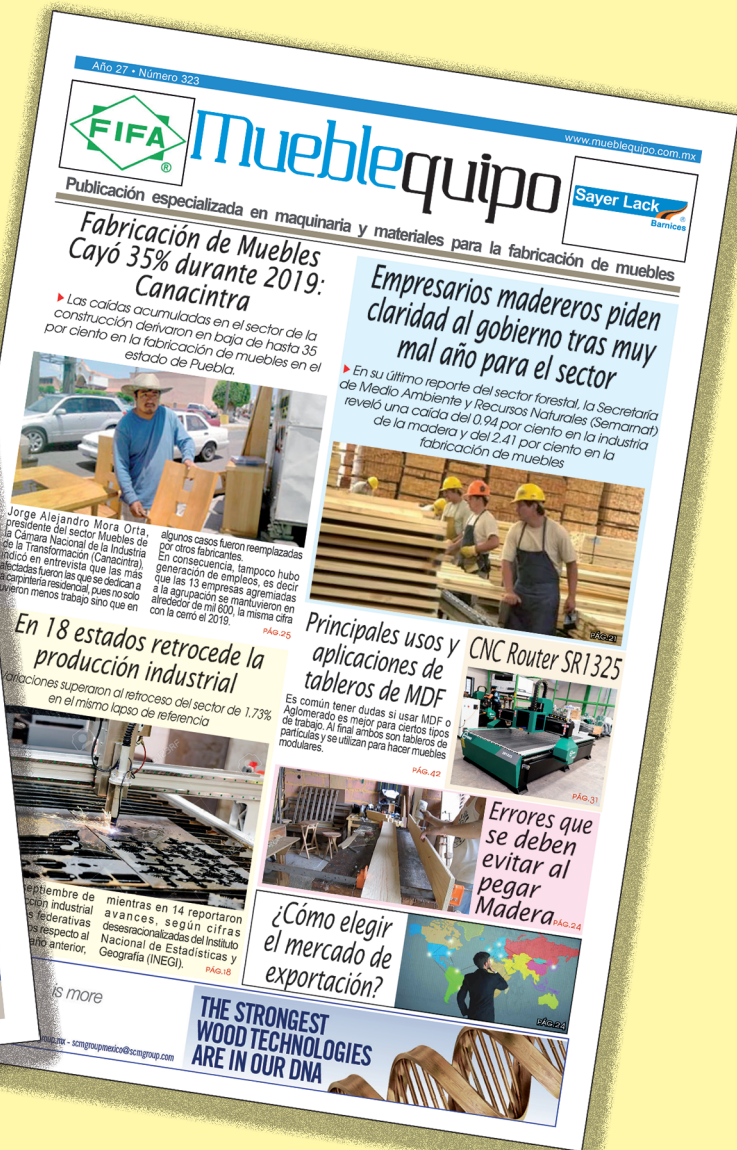 Año 27 • Número 323
www.mueblequipo.com.mx
FIFA
®
Mueblequipo
Sayer Lack
®
Barnices
Publicación especializada en maquinaria y materiales para la fabricación de muebles
Fabricación de Muebles
Cayó 35% durante 2019:
Canacintra
Las caídas acumuladas en el sector de la
construcción derivaron en baja de hasta 35
por ciento en la fabricación de muebles en el
estado de Puebla.
Jorge Alejandro Mora Orta,
presidente del sector Muebles de
la Cámara Nacional de la Industria
de la Transformación (Canacintra),
indicó en entrevista que las más
afectadas fueron las que se dedican a
la carpintería residencial, pues no solo
tuvieron menos trabajo sino que en
algunos casos fueron reemplazadas
por otros fabricantes.
En consecuencia, tampoco hubo
generación de empleos, es decir
que las 13 empresas agremiadas
a la agrupación se mantuvieron en
alrededor de mil 600, la misma cifra
con la cerró el 2019.
PÁG.25
Empresarios madereros piden
claridad al gobierno tras muy
mal año para el sector
En su último reporte del sector forestal, la Secretaría
de Medio Ambiente y Recursos Naturales (Semarnat)
reveló una caída del 0.94 por ciento en la industria
de la madera y del 2.41 por ciento en la
fabricación de muebles
PÁG.21
En 18 estados retrocede la
producción industrial
variaciones superaron al retroceso del sector de 1.73%
en el mismo lapso de referencia
septiembre de
industrial
federativas
respecto al
año anterior,
mientras en 14 reportaron
avances, según cifras
desesracionalizadas del Instituto
Nacional de Estadísticas y
Geografía (INEGI).
PÁG.18
Principales usos y
aplicaciones de
tableros de MDF
Es común tener dudas si usar MDF o
Aglomerado es mejor para ciertos tipos
de trabajo. Al final ambos son tableros de
partículas y se utilizan para hacer muebles
modulares.
PÁG.42
CNC Router SR1325
PÁG.31
Errores que
se deben
evitar al
pegar
Madera
PÁG.24
¿Cómo elegir
el mercado de
exportación?
PÁG.24
is more
- scmgroupmexico@scmgroup.com
THE STRONGEST
WOOD TECHNOLOGIES
ARE IN OUR DNA